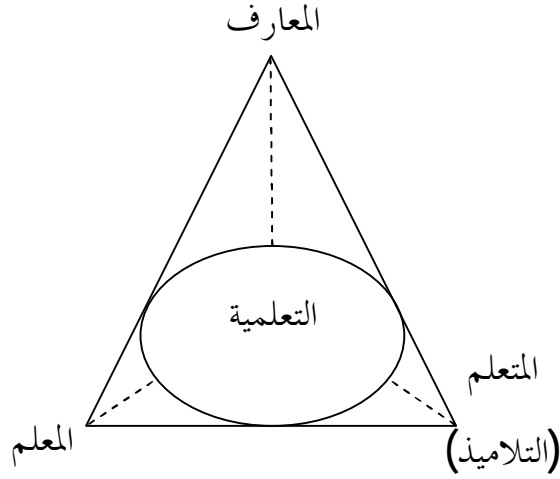 المعارف
التعلمية
المتعلم
(التلاميذ)
المعلم